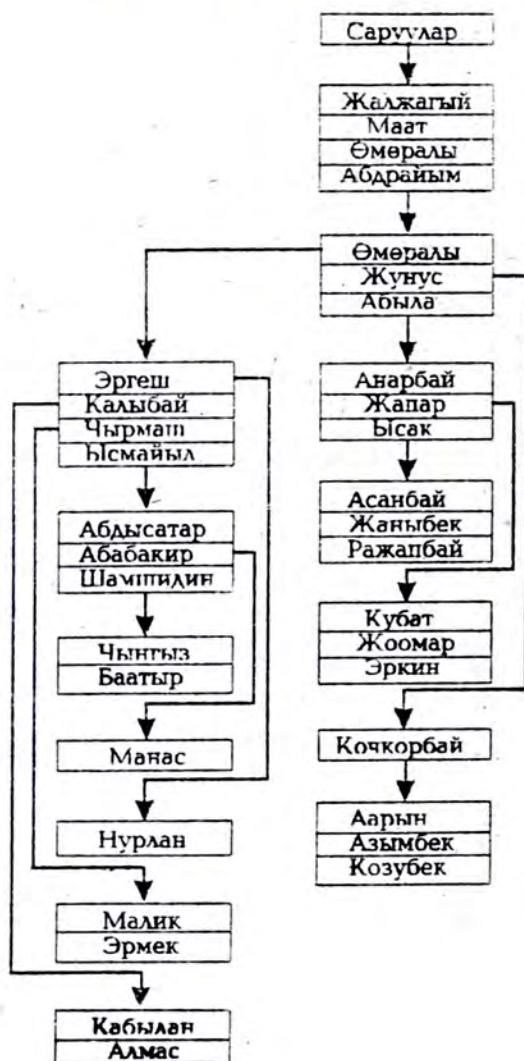 Саруулар
Жалжагый
Маат
Өмөралы
Абдрайым
Өмөралы
Жунус
Абыла
Эргеш
Калыбай
Чырмаш
Ысмайыл
Анарбай
Жапар
Ысак
Абдысатар
Абабакир
Шамшидин
Асанбай
Жаныбек
Ражапбай
Чынгыз
Баатыр
Кубат
Жоомар
Эркин
Манас
Кочкорбай
Нурлан
Аарын
Азымбек
Козубек
Малик
Эрмек
Кабылан
Алмас